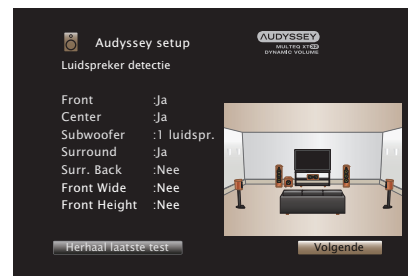 Audyssey setup
AUDYSSEY
MULTEQ XT32
DYNAMIC VOLUME
Luidspreker detectie
Front :Ja
Center :Ja
Subwoofer :1 luidspr.
Surround :Ja
Surr. Back :Nee
Front Wide :Nee
Front Height :Nee
Herhaal laatste test
Volgende